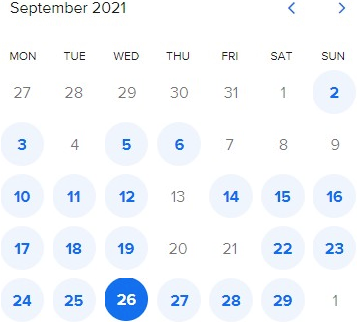 September 2021
MON TUE WED THU FRI SAT SUN
27 28 29 30 31 1 2
3 4 5 6 7 8 9
10 11 12 13 14 15 16
17 18 19 20 21 22 23
24 25 26 27 28 29 1